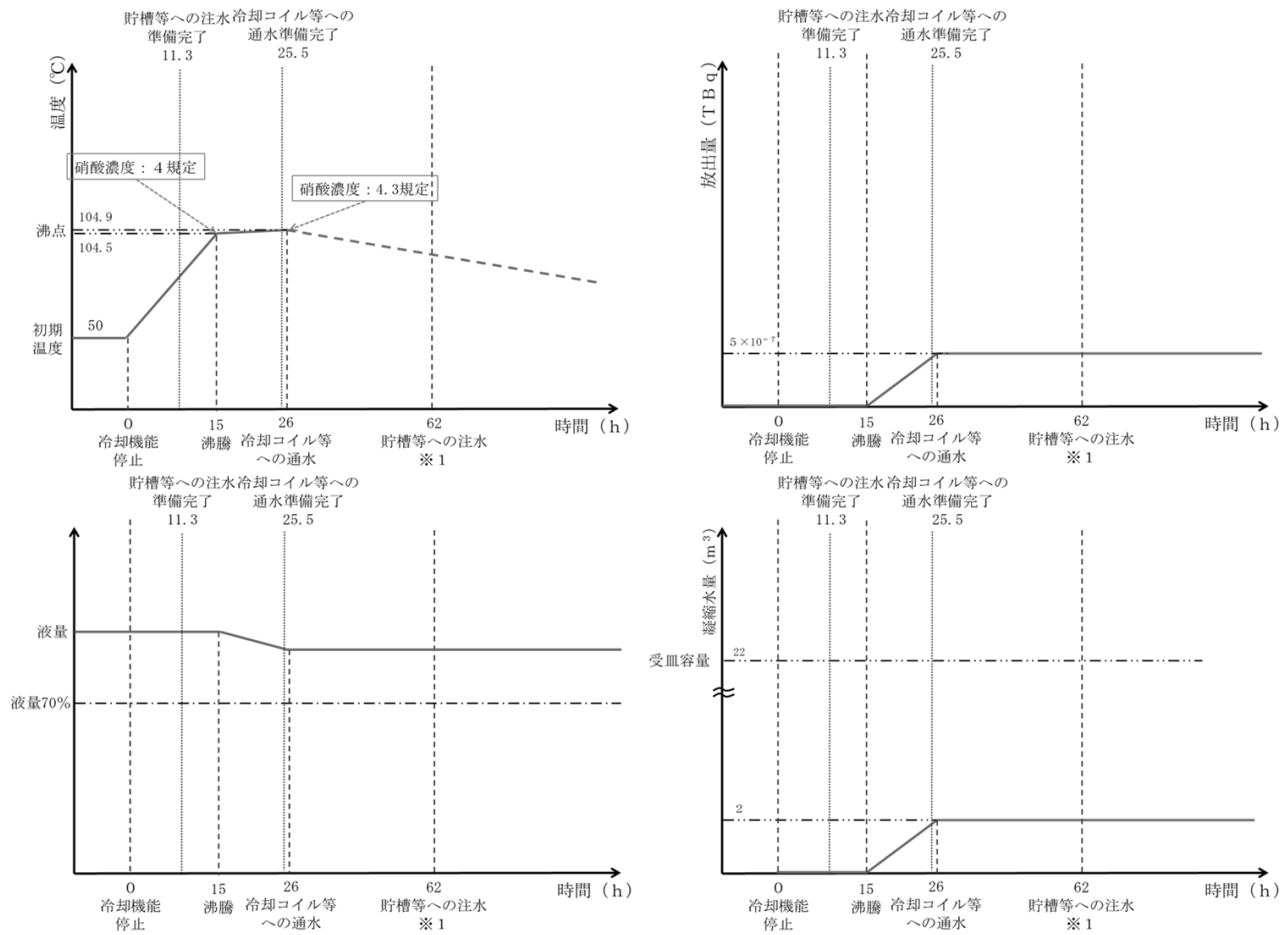 貯槽等への注水
準備完了
11.3
冷却コイル等への
通水準備完了
25.5
温度（℃）
硝酸濃度：４規定
硝酸濃度：4.3規定
104.9
沸点
104.5
50
初期
温度
0
15
26
62
時間（ｈ）
冷却機能
停止
沸騰
冷却コイル等
への通水
貯槽等への注水
※１
貯槽等への注水
準備完了
11.3
冷却コイル等への
通水準備完了
25.5
放出量（ＴＢｑ）
5×10⁻⁷
0
15
26
62
時間（ｈ）
冷却機能
停止
沸騰
冷却コイル等
への通水
貯槽等への注水
※１
貯槽等への注水
準備完了
11.3
冷却コイル等への
通水準備完了
25.5
液量
液量70%
0
15
26
62
時間（ｈ）
冷却機能
停止
沸騰
冷却コイル等
への通水
貯槽等への注水
※１
貯槽等への注水
準備完了
11.3
冷却コイル等への
通水準備完了
25.5
凝縮水量（ｍ³）
受皿容量
22
2
0
15
26
62
時間（ｈ）
冷却機能
停止
沸騰
冷却コイル等
への通水
貯槽等への注水
※１